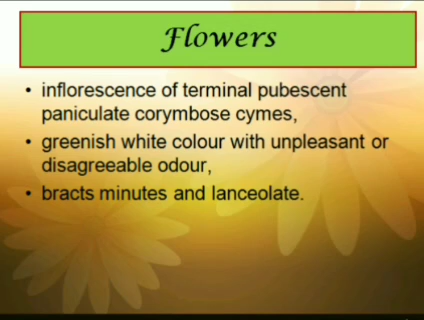 Flowers
• inflorescence of terminal pubescent
paniculate corymbose cymes,
• greenish white colour with unpleasant or
disagreeable odour,
• bracts minutes and lanceolate.